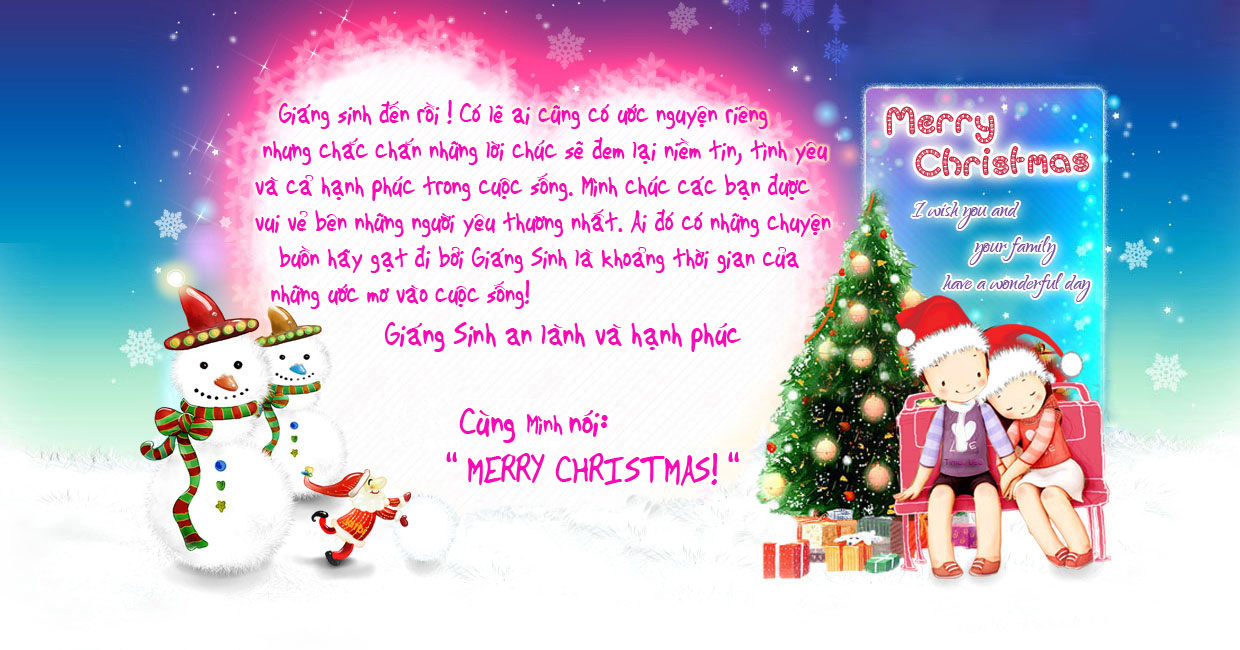 Giáng sinh đến rồi ! Có lẽ ai cũng có ước nguyện riêng
nhưng chắc chắn những lời chúc sẽ đem lại niềm tin, tình yêu
và cả hạnh phúc trong cuộc sống. Mình chúc các bạn được
vui vẻ bên những người yêu thương nhất. Ai đó có những chuyện
buồn hãy gạt đi bởi Giáng Sinh là khoảng thời gian của
những ước mơ vào cuộc sống!
Giáng Sinh an lành và hạnh phúc
Cùng Minh nói:
" MERRY CHRISTMAS! "
Merry
Christmas
I wish you and
your family
have a wonderful day